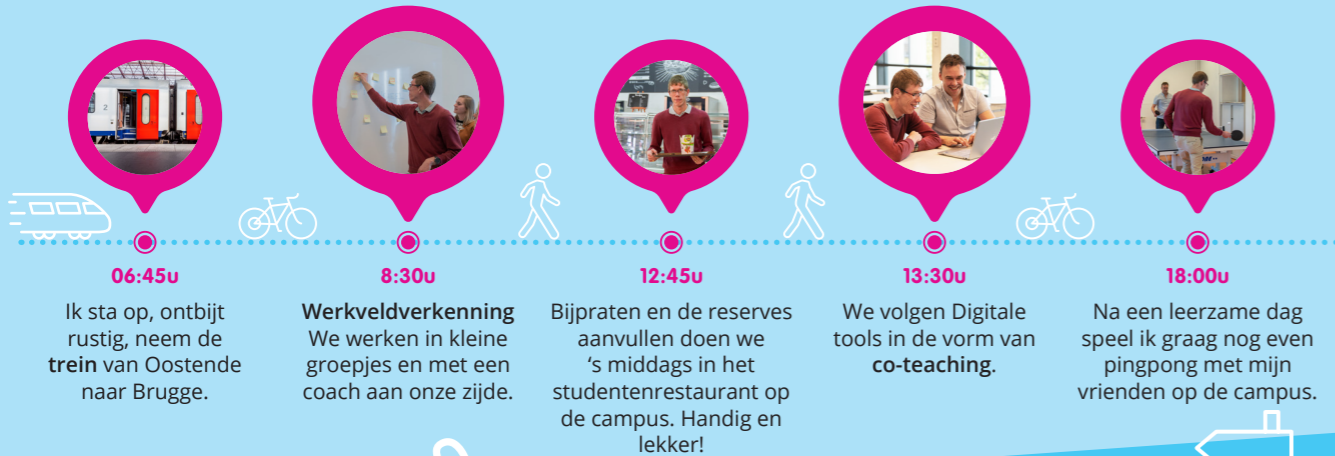 06:45u
Ik sta op, ontbijt
rustig, neem de
trein van Oostende
naar Brugge.
8:30u
Werkveldverkenning
We werken in kleine
groepjes en met een
coach aan onze zijde.
12:45u
Bijpraten en de reserves
aanvullen doen we
‘s middags in het
studentenrestaurant op
de campus. Handig en
lekker!
13:30u
We volgen Digitale
tools in de vorm van
co-teaching.
18:00u
Na een leerzame dag
speel ik graag nog even
pingpong met mijn
vrienden op de campus.